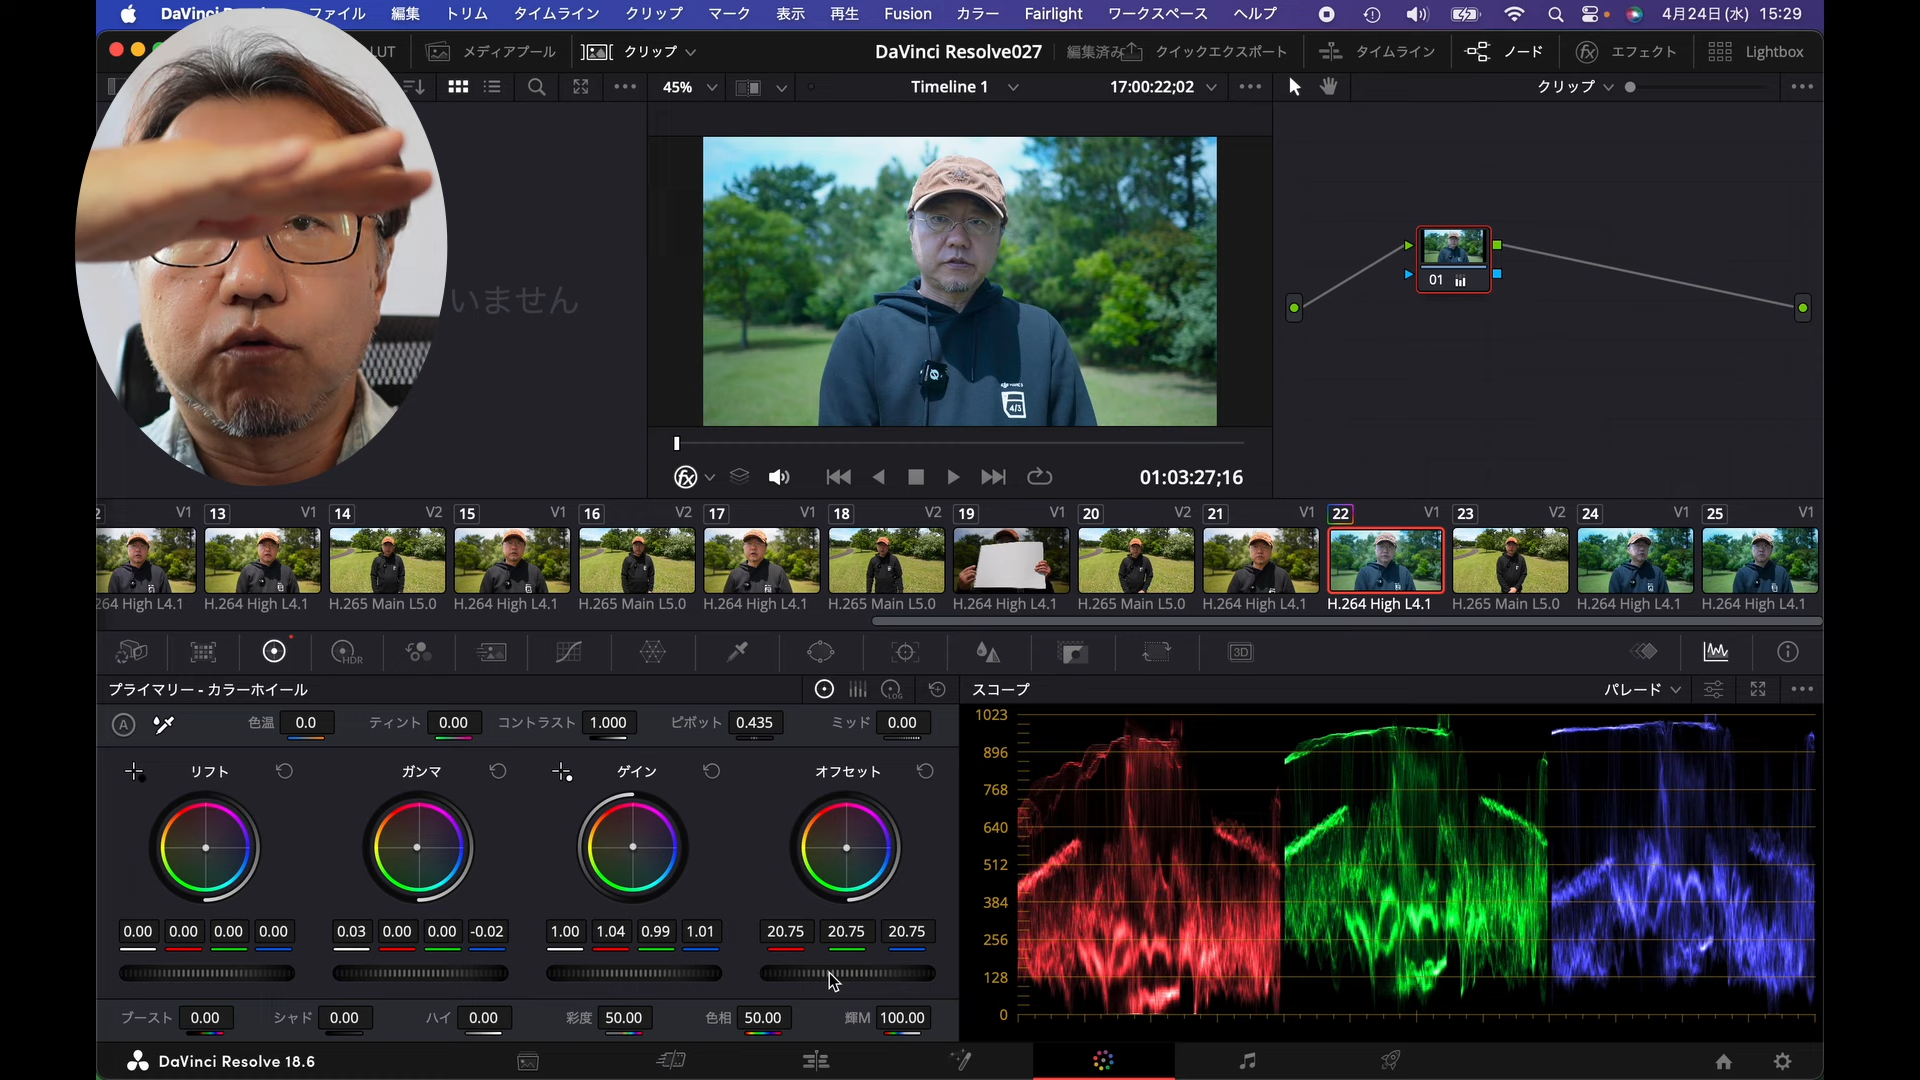 ファイル 編集 トリム タイムライン クリップ マーク 表示 再生 Fusion カラー Fairlight ワークスペース ヘルプ 4月24日(水) 15:29
LUT メディアプール クリップ DaVinci Resolve027 編集済み クイックエクスポート タイムライン ノード エフェクト Lightbox
45% Timeline 1 17:00:22;02 クリップ
いません
01
4/3
01:03:27;16
V1 13 V1 14 V2 15 V1 16 V2 17 V1 18 V2 19 V1 20 V2 21 V1 22 V1 23 V2 24 V1 25 V1
264 High L4.1 H.264 High L4.1 H.265 Main L5.0 H.264 High L4.1 H.265 Main L5.0 H.264 High L4.1 H.265 Main L5.0 H.264 High L4.1 H.265 Main L5.0 H.264 High L4.1 H.264 High L4.1 H.265 Main L5.0 H.264 High L4.1 H.264 High L4.1
HDR 3D
プライマリー - カラーホイール LOG スコープ パレード
A 色温 0.0 ティント 0.00 コントラスト 1.000 ピボット 0.435 ミッド 0.00
リフト ガンマ ゲイン オフセット
0.00 0.00 0.00 0.00 0.03 0.00 0.00 -0.02 1.00 1.04 0.99 1.01 20.75 20.75 20.75
ブースト 0.00 シャド 0.00 ハイ 0.00 彩度 50.00 色相 50.00 輝M 100.00
1023
896
768
640
512
384
256
128
0
DaVinci Resolve 18.6